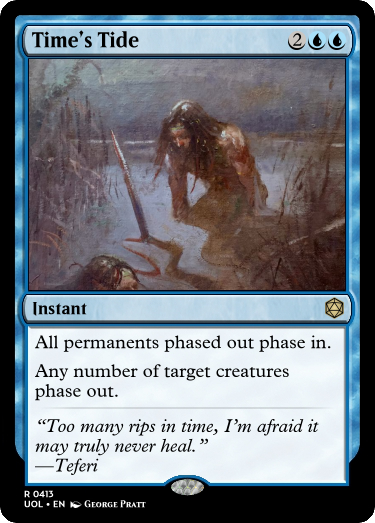 Time's Tide 2
Instant
All permanents phased out phase in.
Any number of target creatures
phase out.
"Too many rips in time, I'm afraid it
may truly never heal."
—Teferi
R 0413
UOL • EN George Pratt